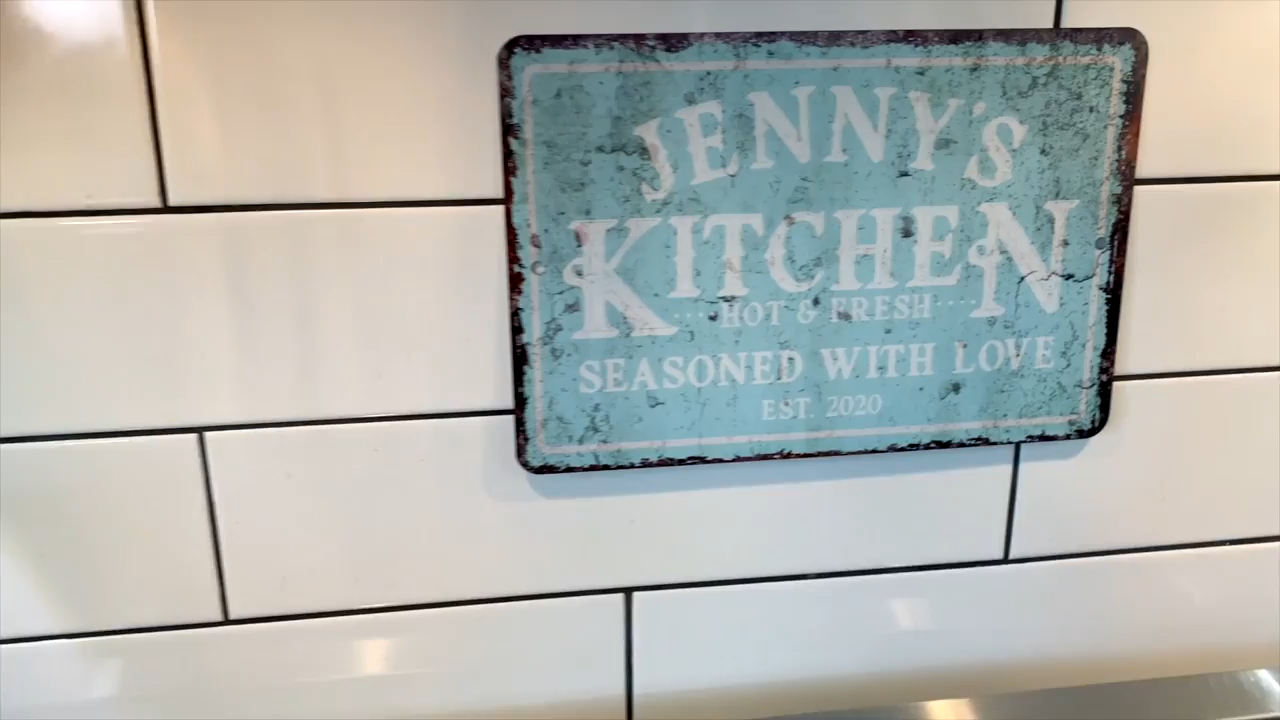 JENNY'S
KITCHEN
HOT & FRESH
SEASONED WITH LOVE
EST. 2020